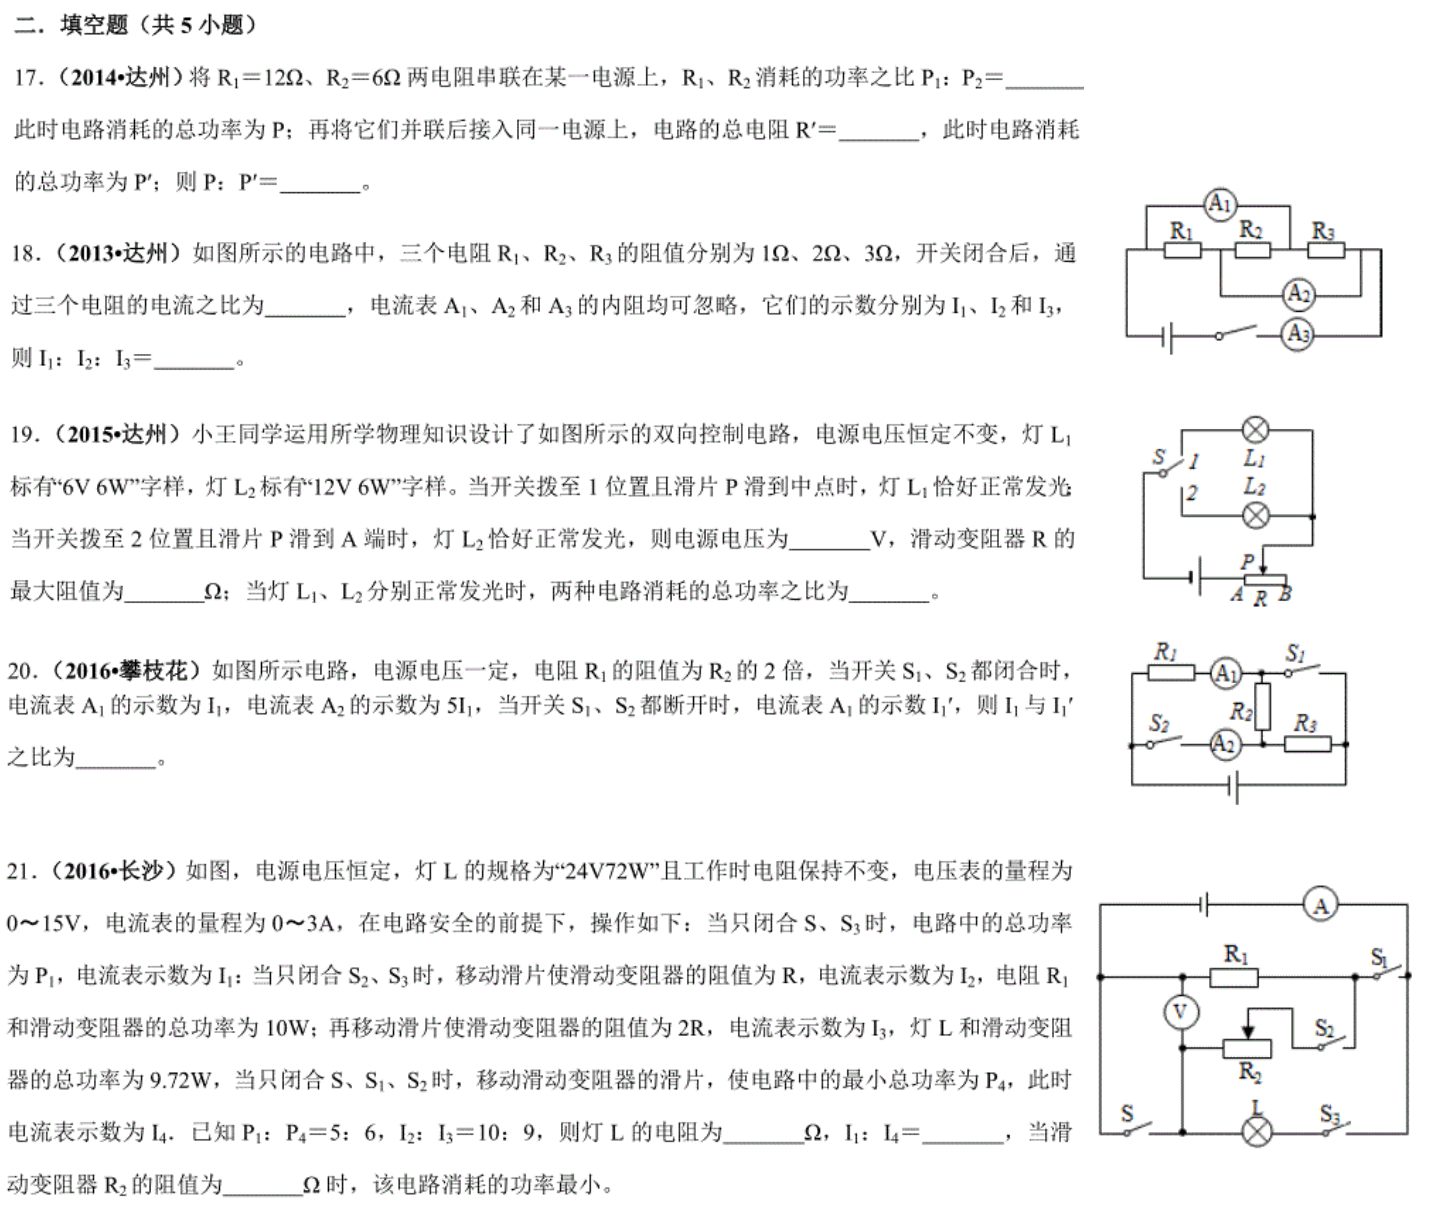 二．填空题（共 5 小题）
17．（2014•达州）将 R₁＝12Ω、R₂＝6Ω 两电阻串联在某一电源上，R₁、R₂ 消耗的功率之比 P₁：P₂＝_______
此时电路消耗的总功率为 P；再将它们并联后接入同一电源上，电路的总电阻 R′＝_______，此时电路消耗
的总功率为 P′；则 P：P′＝_______。
18．（2013•达州）如图所示的电路中，三个电阻 R₁、R₂、R₃ 的阻值分别为 1Ω、2Ω、3Ω，开关闭合后，通
过三个电阻的电流之比为_______，电流表 A₁、A₂ 和 A₃ 的内阻均可忽略，它们的示数分别为 I₁、I₂ 和 I₃，
则 I₁：I₂：I₃＝_______。
A₁
R₁ R₂ R₃
A₂
A₃
19．（2015•达州）小王同学运用所学物理知识设计了如图所示的双向控制电路，电源电压恒定不变，灯 L₁
标有“6V 6W”字样，灯 L₂ 标有“12V 6W”字样。当开关拨至 1 位置且滑片 P 滑到中点时，灯 L₁ 恰好正常发光；
当开关拨至 2 位置且滑片 P 滑到 A 端时，灯 L₂ 恰好正常发光，则电源电压为_______V，滑动变阻器 R 的
最大阻值为_______Ω；当灯 L₁、L₂ 分别正常发光时，两种电路消耗的总功率之比为_______。
S 1 L₁
2 L₂
P
A R B
20．（2016•攀枝花）如图所示电路，电源电压一定，电阻 R₁ 的阻值为 R₂ 的 2 倍，当开关 S₁、S₂ 都闭合时，
电流表 A₁ 的示数为 I₁，电流表 A₂ 的示数为 5I₁，当开关 S₁、S₂ 都断开时，电流表 A₁ 的示数 I₁′，则 I₁ 与 I₁′
之比为_______。
R₁ A₁ S₁
S₂ R₂ R₃
A₂
21．（2016•长沙）如图，电源电压恒定，灯 L 的规格为“24V72W”且工作时电阻保持不变，电压表的量程为
0～15V，电流表的量程为 0～3A，在电路安全的前提下，操作如下：当只闭合 S、S₃ 时，电路中的总功率
为 P₁，电流表示数为 I₁：当只闭合 S₂、S₃ 时，移动滑片使滑动变阻器的阻值为 R，电流表示数为 I₂，电阻 R₁
和滑动变阻器的总功率为 10W；再移动滑片使滑动变阻器的阻值为 2R，电流表示数为 I₃，灯 L 和滑动变阻
器的总功率为 9.72W，当只闭合 S、S₁、S₂ 时，移动滑动变阻器的滑片，使电路中的最小总功率为 P₄，此时
电流表示数为 I₄．已知 P₁：P₄＝5：6，I₂：I₃＝10：9，则灯 L 的电阻为_______Ω，I₁：I₄＝_______，当滑
动变阻器 R₂ 的阻值为_______Ω 时，该电路消耗的功率最小。
A
R₁ S₁
V
S₂
R₂
S L S₃